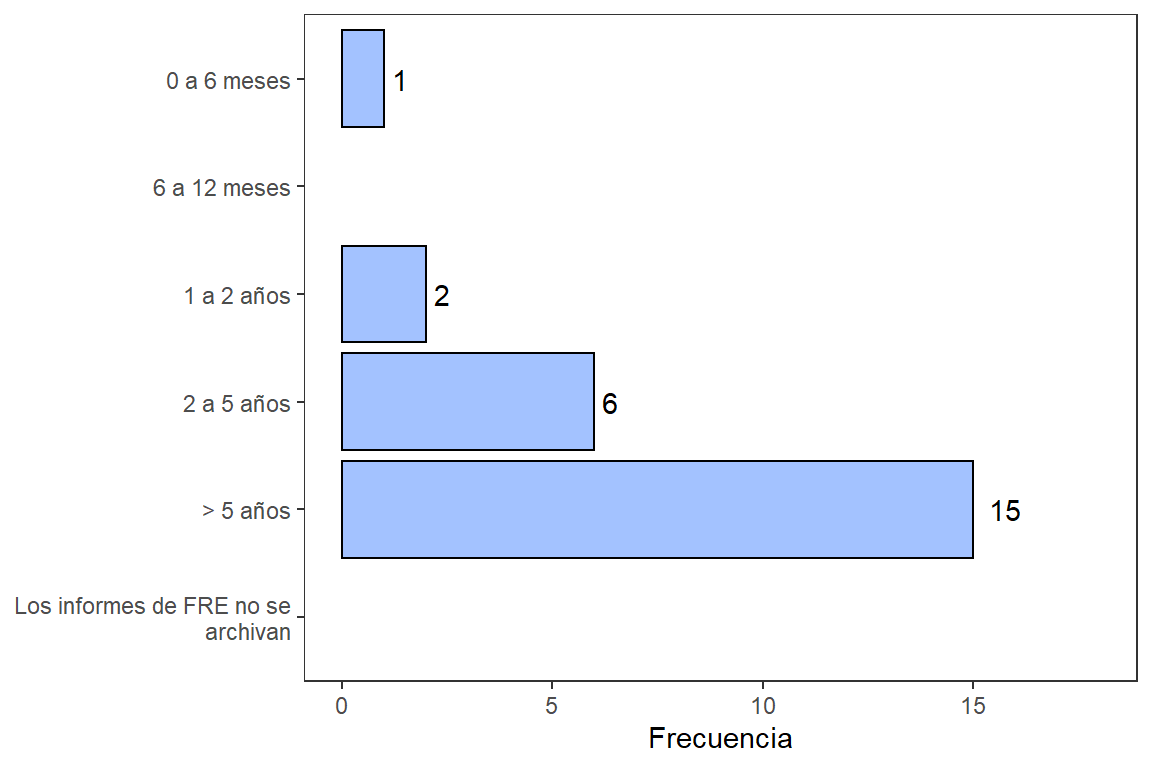 0 a 6 meses
1
6 a 12 meses
1 a 2 años
2
2 a 5 años
6
> 5 años
15
Los informes de FRE no se
archivan
0
5
10
15
Frecuencia